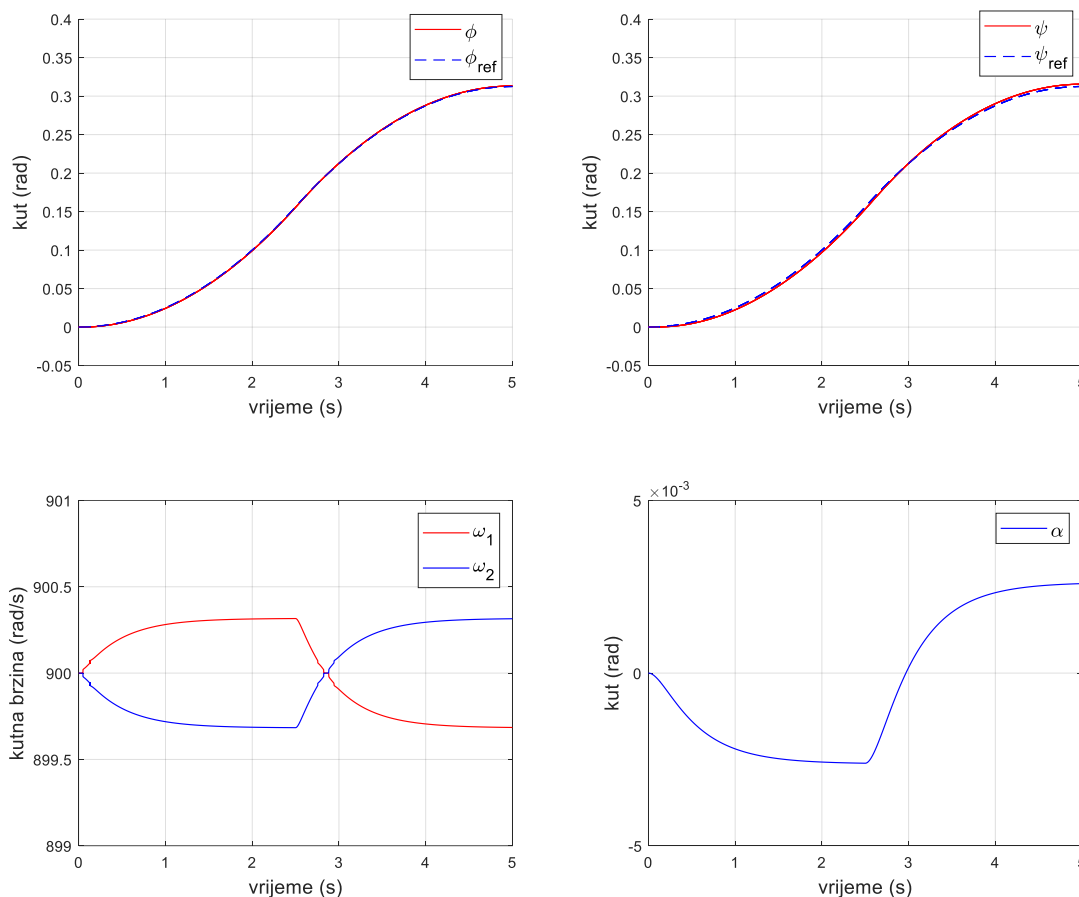 0.4
0.35
0.3
0.25
0.2
0.15
0.1
0.05
0
-0.05
kut (rad)
0 1 2 3 4 5
vrijeme (s)
ϕ
ϕref
0.4
0.35
0.3
0.25
0.2
0.15
0.1
0.05
0
-0.05
kut (rad)
0 1 2 3 4 5
vrijeme (s)
ψ
ψref
901
900.5
900
899.5
899
kutna brzina (rad/s)
0 1 2 3 4 5
vrijeme (s)
ω1
ω2
×10-3
5
0
-5
kut (rad)
0 1 2 3 4 5
vrijeme (s)
α